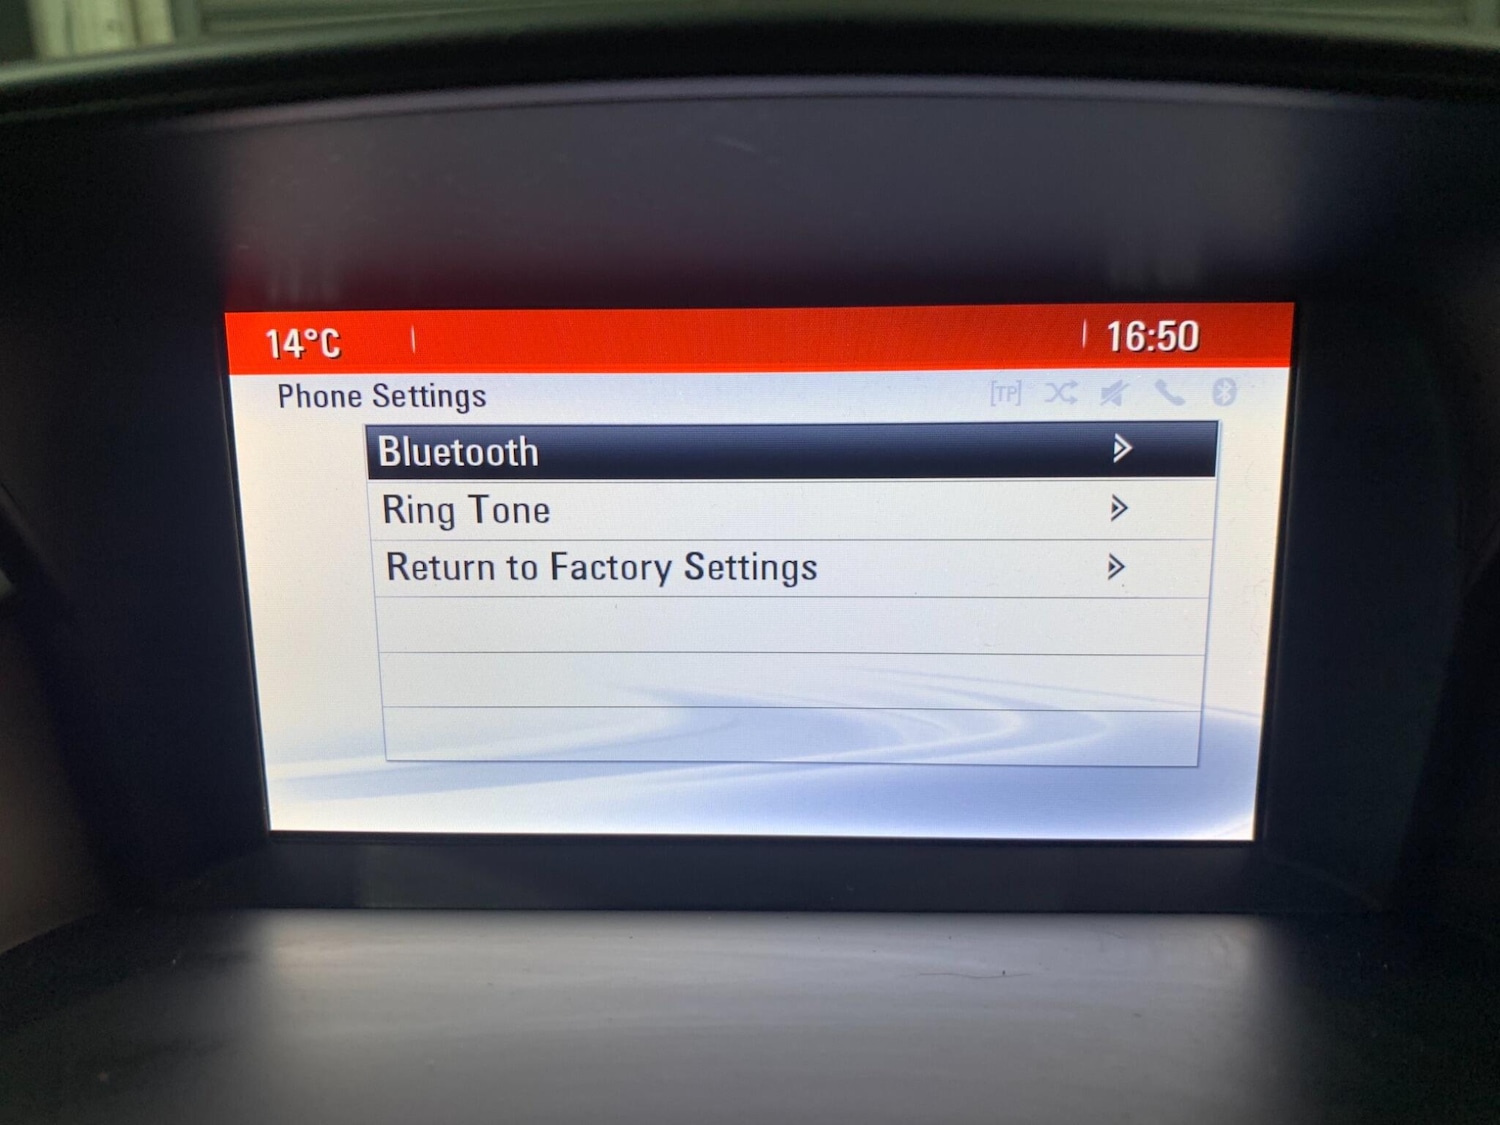 14°C
16:50
Phone Settings
[TP]
Bluetooth
Ring Tone
Return to Factory Settings